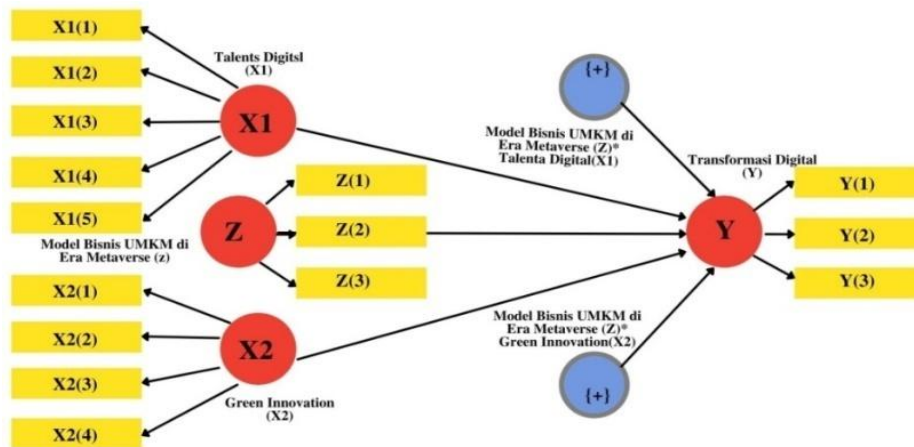 X1(1)
X1(2)
X1(3)
X1(4)
X1(5)
Talents Digitsl
(X1)
X1
Z
Model Bisnis UMKM di
Era Metaverse (z)
Z(1)
Z(2)
Z(3)
X2(1)
X2(2)
X2(3)
X2(4)
X2
Green Innovation
(X2)
{+}
Model Bisnis UMKM di
Era Metaverse (Z)*
Talenta Digital(X1)
Transformasi Digital
(Y)
Y
Y(1)
Y(2)
Y(3)
Model Bisnis UMKM di
Era Metaverse (Z)*
Green Innovation(X2)
{+}